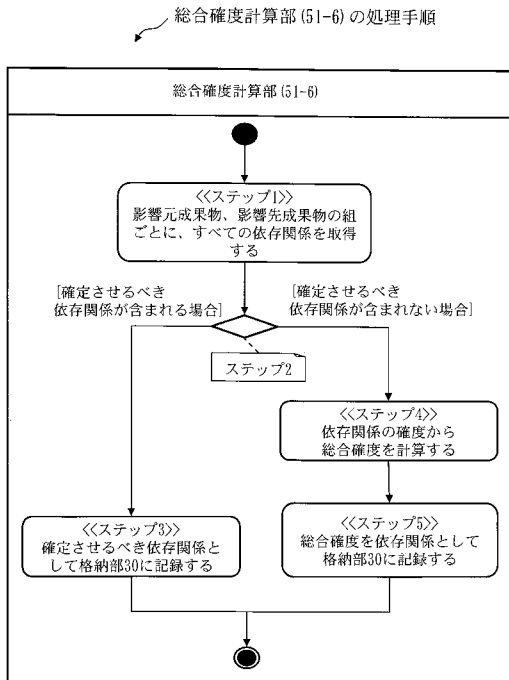 総合確度計算部(51-6)の処理手順
総合確度計算部(51-6)
<<ステップ1>>
影響元成果物、影響先成果物の組
ごとに、すべての依存関係を取得
する
[確定させるべき
依存関係が含まれる場合]
[確定させるべき
依存関係が含まれない場合]
ステップ2
<<ステップ4>>
依存関係の確度から
総合確度を計算する
<<ステップ3>>
確定させるべき依存関係と
して格納部30に記録する
<<ステップ5>>
総合確度を依存関係として
格納部30に記録する